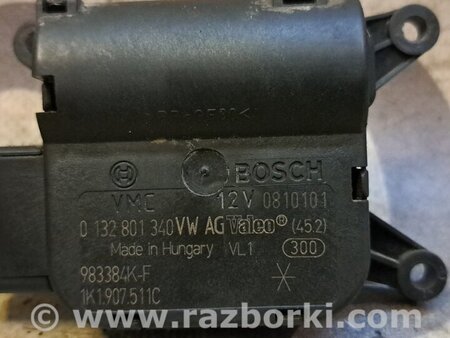 BOSCH
VMC 12V 0810101
0 132 801 340 VW AG Valeo® (45.2)
Made in Hungary VL1 300
983384K-F
1K1.907.511C
www.razborki.com